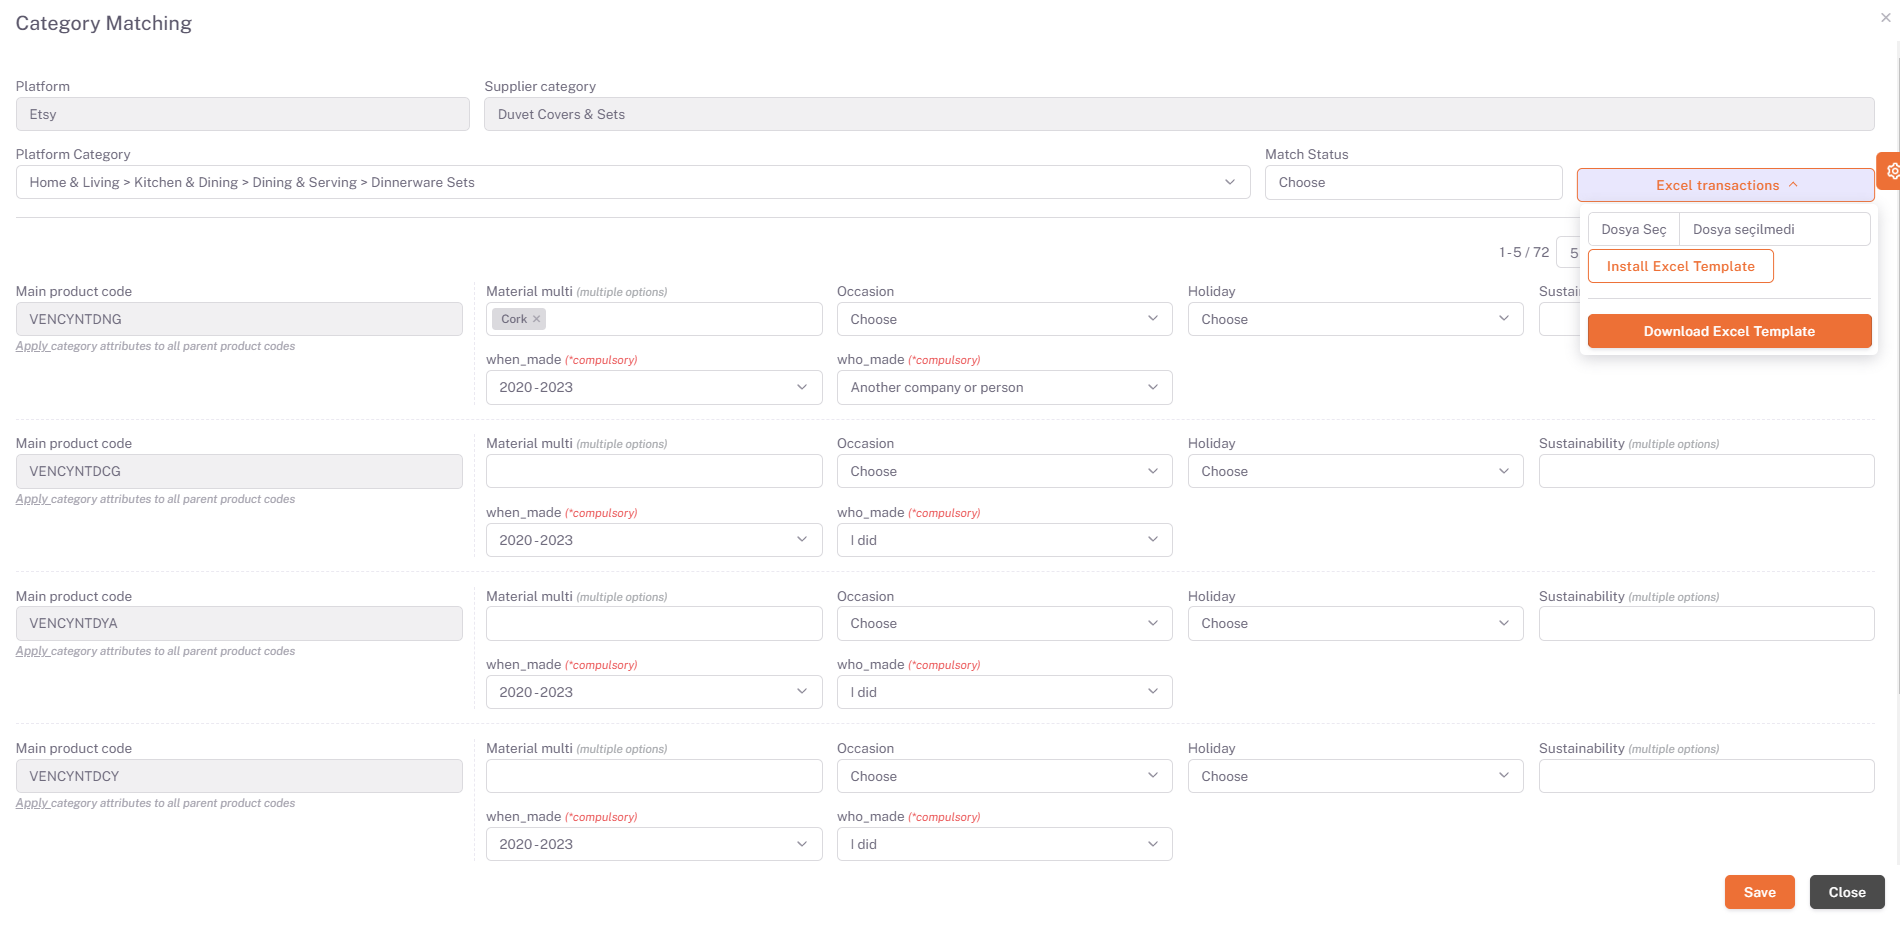 Category Matching
Platform
Supplier category
Etsy
Duvet Covers & Sets
Platform Category
Match Status
Home & Living > Kitchen & Dining > Dining & Serving > Dinnerware Sets
Choose
Excel transactions
Dosya Seç Dosya seçilmedi
Install Excel Template
Download Excel Template
1 - 5 / 72 5
Main product code
Material multi (multiple options)
Occasion
Holiday
Sustai
VENCYNTDNG
Cork ×
Choose
Choose
Apply category attributes to all parent product codes
when_made (*compulsory)
who_made (*compulsory)
2020 - 2023
Another company or person
Main product code
Material multi (multiple options)
Occasion
Holiday
Sustainability (multiple options)
VENCYNTDCG
Choose
Choose
Apply category attributes to all parent product codes
when_made (*compulsory)
who_made (*compulsory)
2020 - 2023
I did
Main product code
Material multi (multiple options)
Occasion
Holiday
Sustainability (multiple options)
VENCYNTDYA
Choose
Choose
Apply category attributes to all parent product codes
when_made (*compulsory)
who_made (*compulsory)
2020 - 2023
I did
Main product code
Material multi (multiple options)
Occasion
Holiday
Sustainability (multiple options)
VENCYNTDCY
Choose
Choose
Apply category attributes to all parent product codes
when_made (*compulsory)
who_made (*compulsory)
2020 - 2023
I did
Save
Close